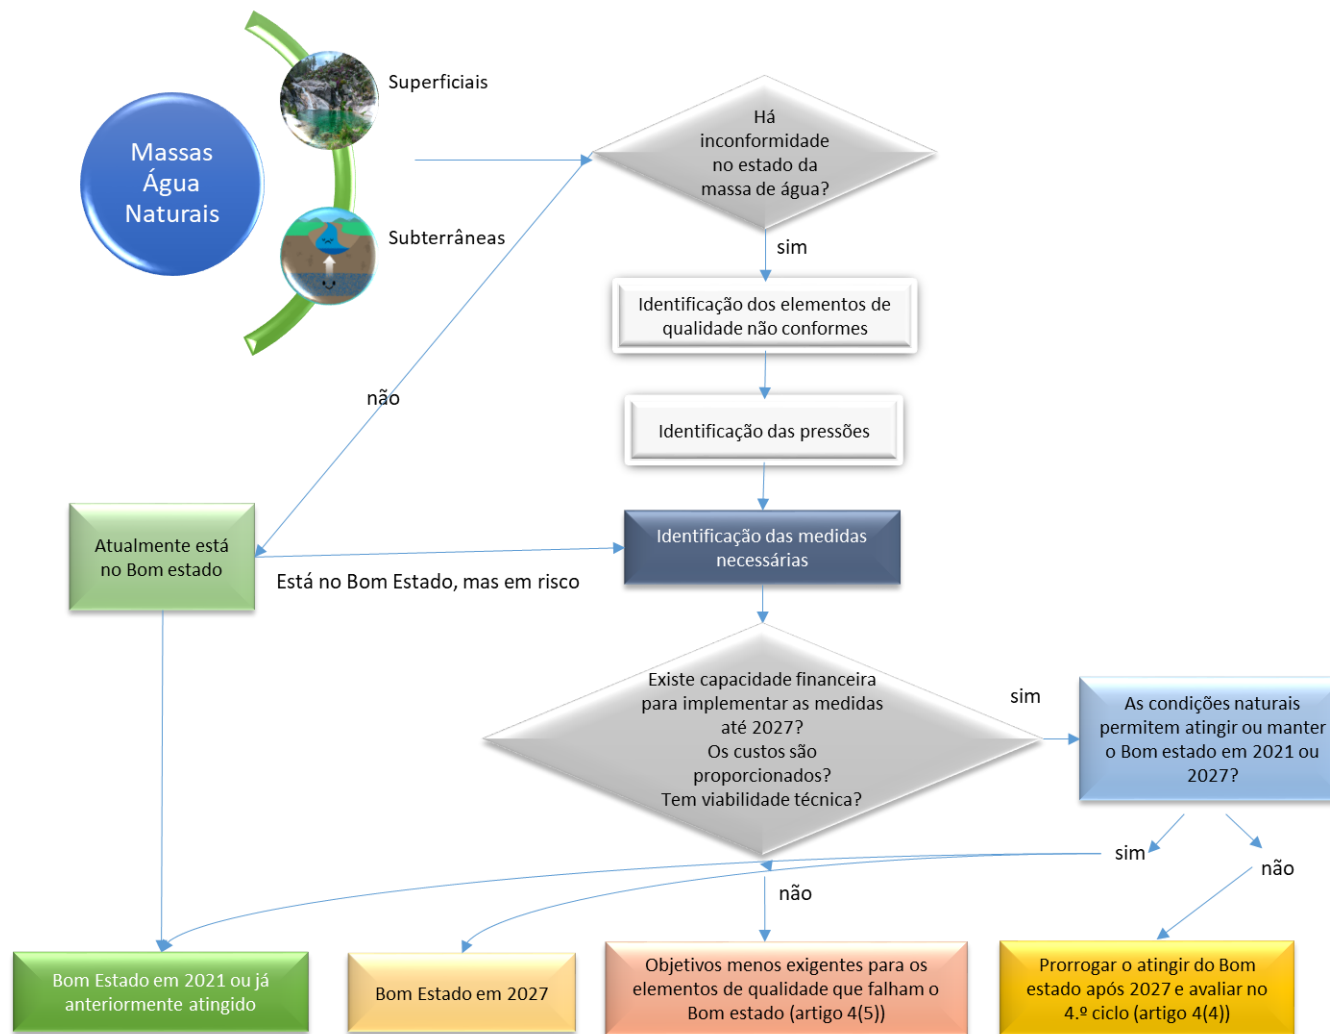 Massas
Água
Naturais
Superficiais
Subterrâneas
Há
inconformidade
no estado da
massa de água?
sim
não
Identificação dos elementos de
qualidade não conformes
Identificação das pressões
Atualmente está
no Bom estado
Está no Bom Estado, mas em risco
Identificação das medidas
necessárias
Existe capacidade financeira
para implementar as medidas
até 2027?
Os custos são
proporcionados?
Tem viabilidade técnica?
sim
As condições naturais
permitem atingir ou manter
o Bom estado em 2021 ou
2027?
sim
não
não
Bom Estado em 2021 ou já
anteriormente atingido
Bom Estado em 2027
Objetivos menos exigentes para os
elementos de qualidade que falham o
Bom estado (artigo 4(5))
Prorrogar o atingir do Bom
estado após 2027 e avaliar no
4.º ciclo (artigo 4(4))